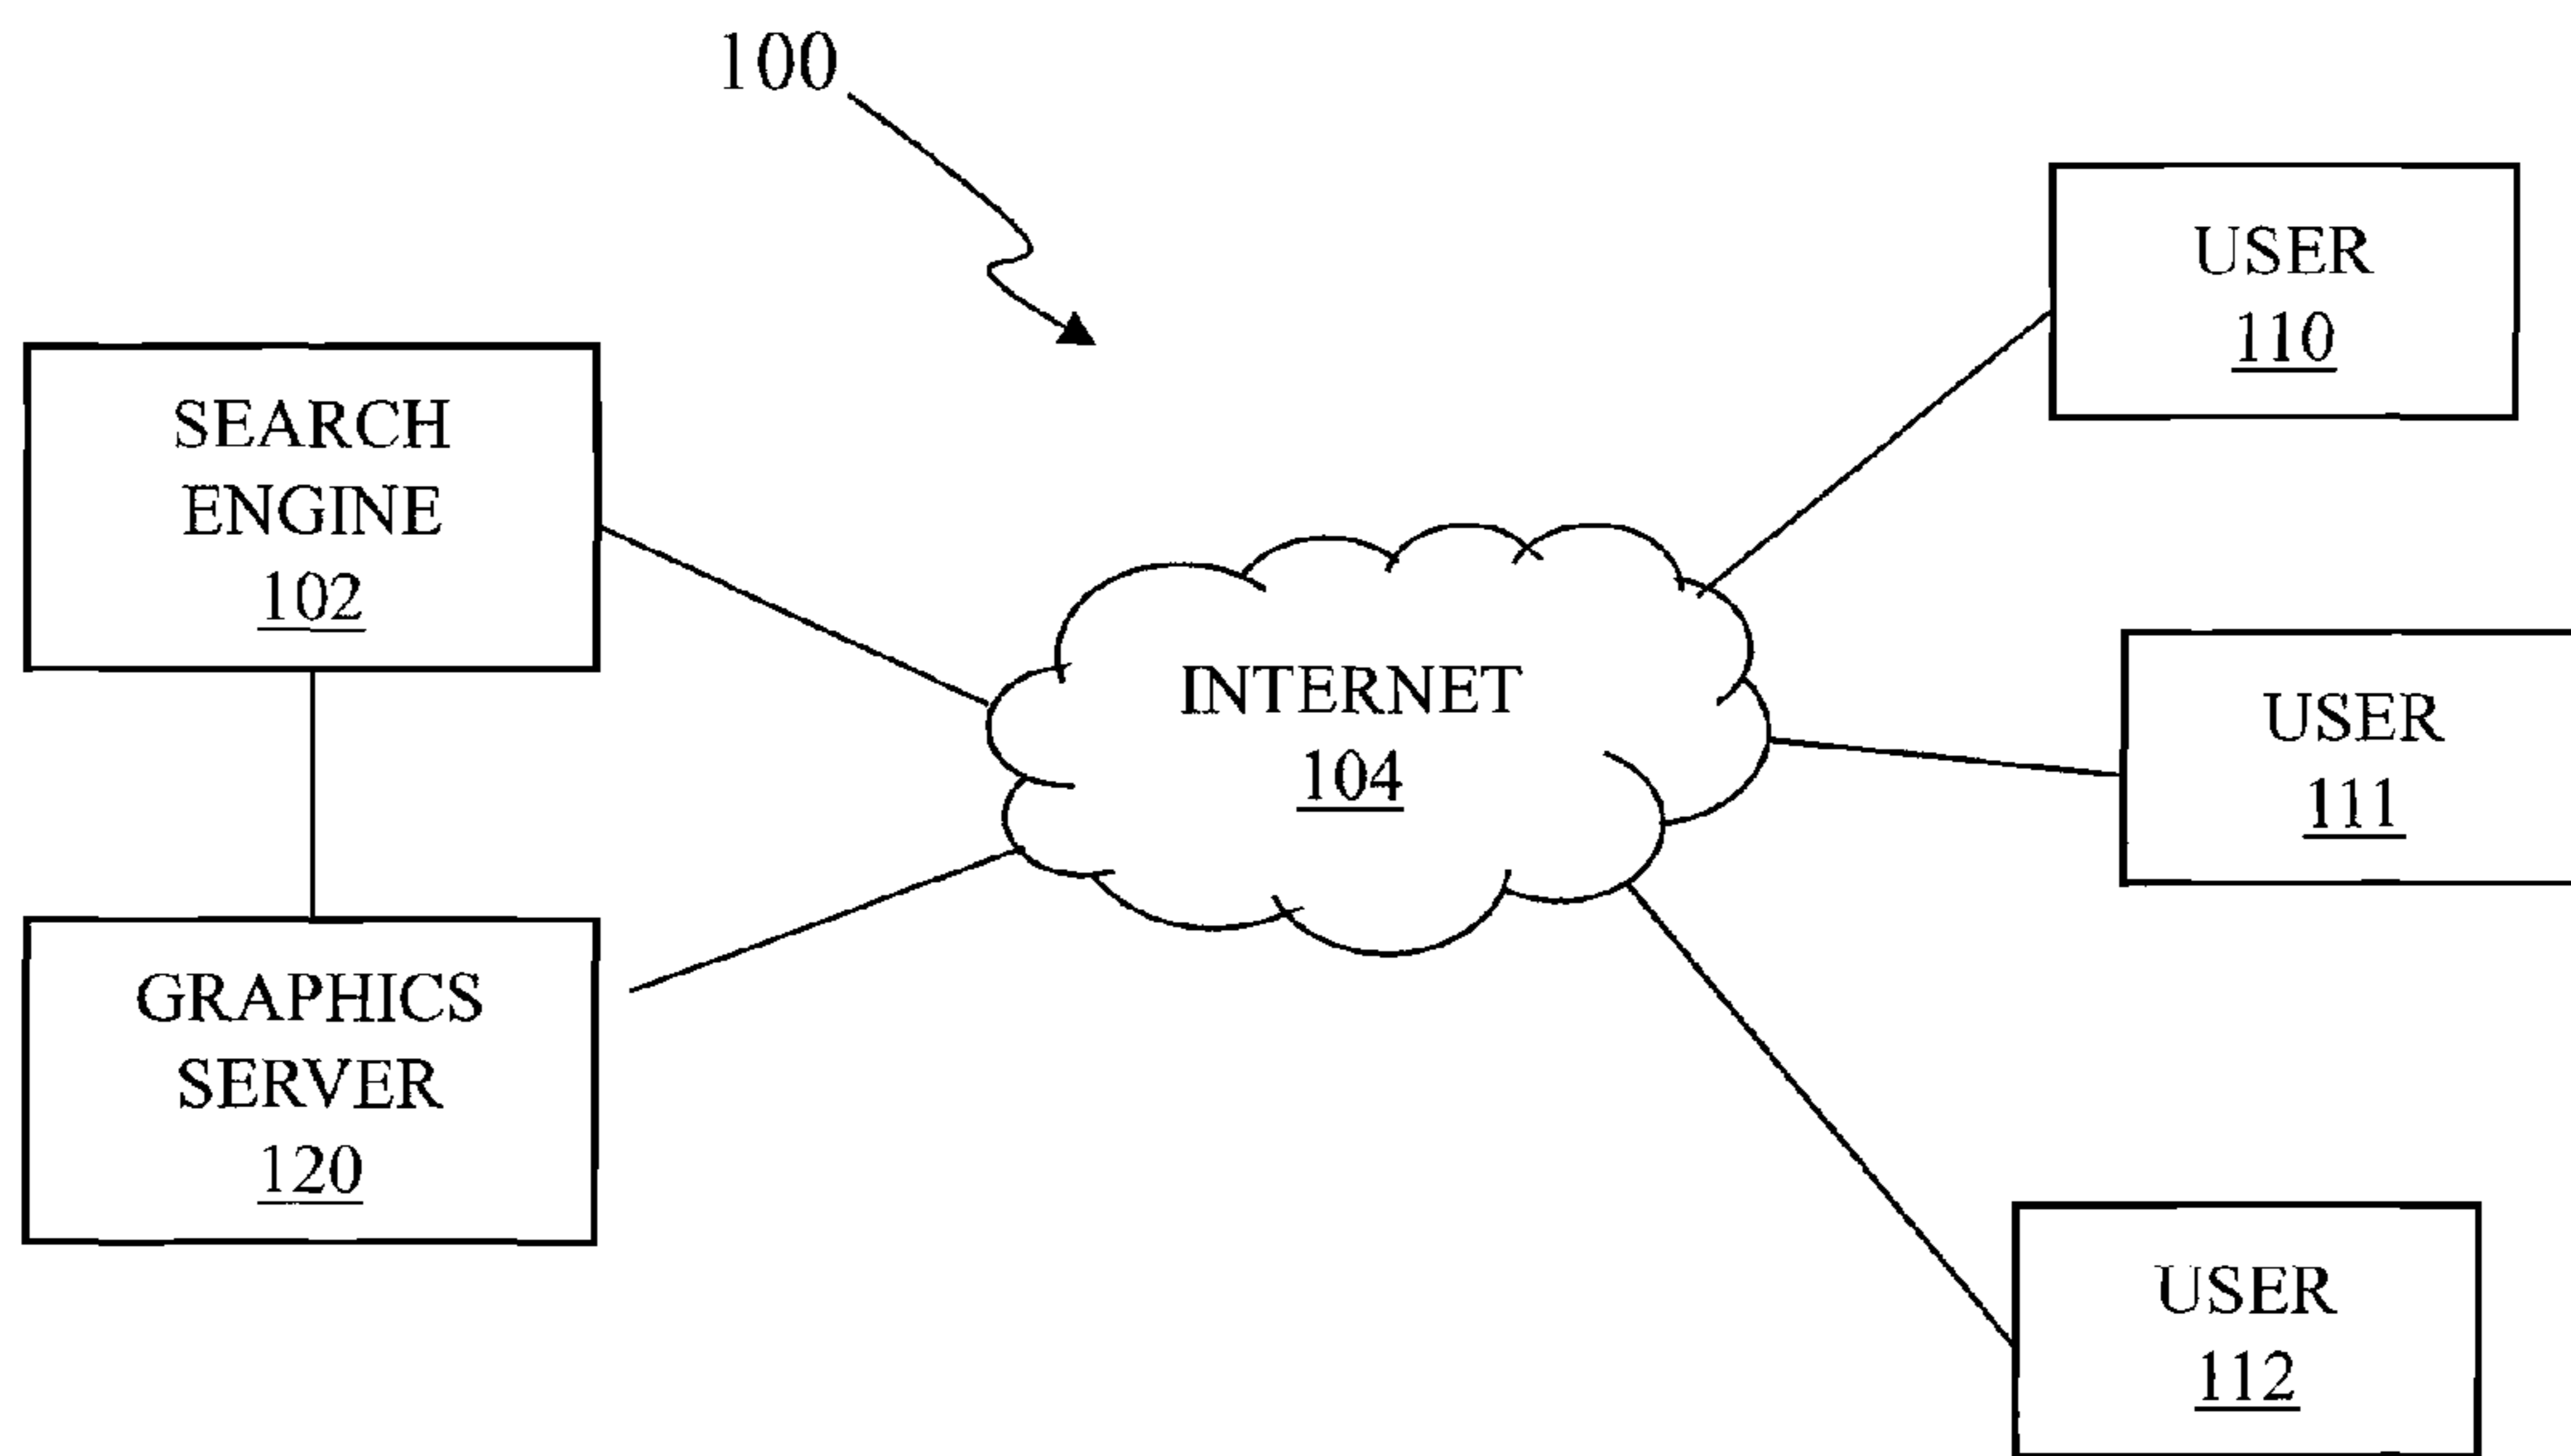 100
USER
110
SEARCH
ENGINE
102
INTERNET
104
USER
111
GRAPHICS
SERVER
120
USER
112